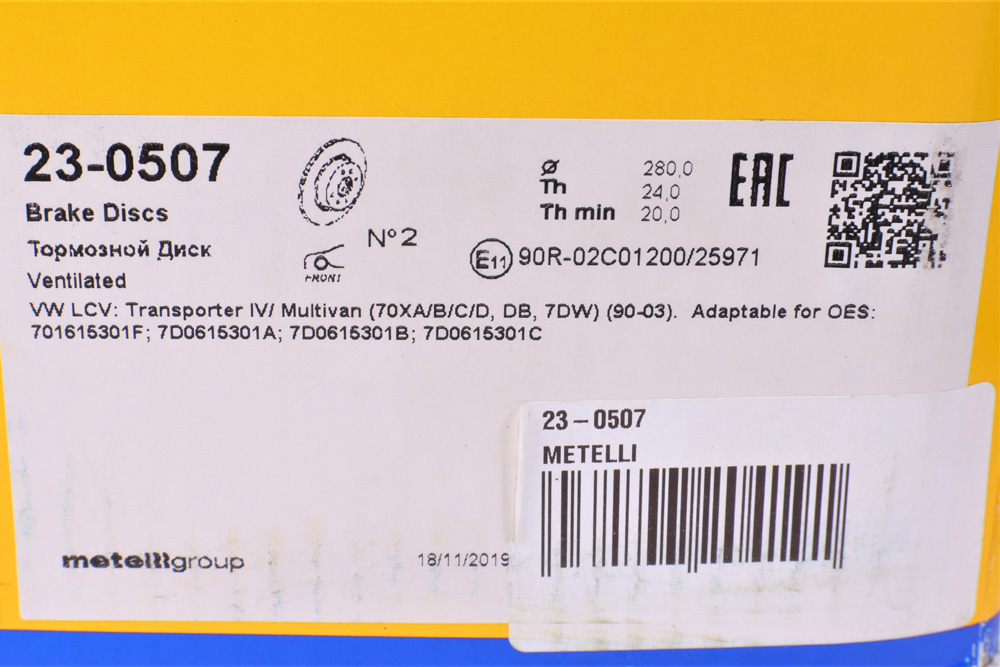 23-0507
Brake Discs
Тормозной Диск
Ventilated
FRONT
N°2
Ø 280,0
Th 24,0
Th min 20,0
EAC
E11 90R-02C01200/25971
VW LCV: Transporter IV/ Multivan (70XA/B/C/D, DB, 7DW) (90-03). Adaptable for OES:
701615301F; 7D0615301A; 7D0615301B; 7D0615301C
metelligroup
18/11/2019
23-0507
METELLI